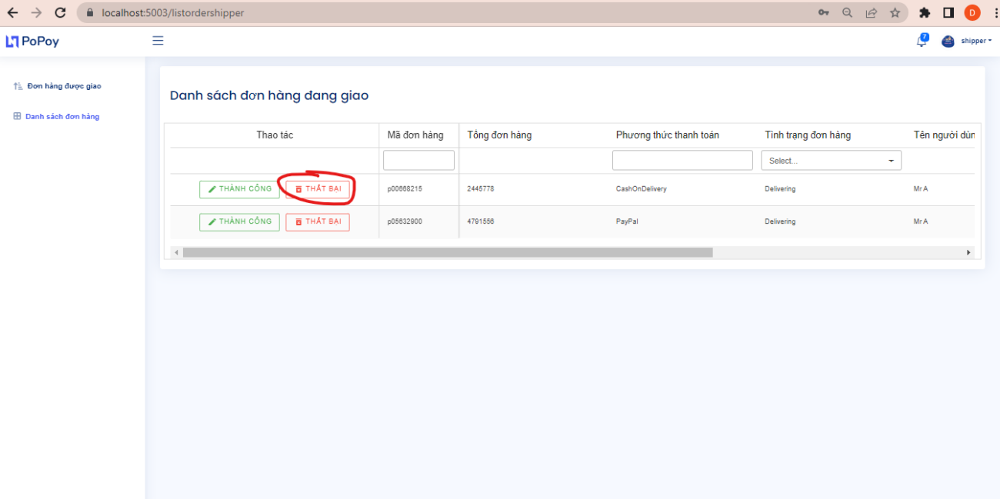 localhost:5003/listordershipper
D
PoPoy
7
shipper
Đơn hàng được giao
Danh sách đơn hàng
Danh sách đơn hàng đang giao
Thao tác Mã đơn hàng Tổng đơn hàng Phương thức thanh toán Tình trạng đơn hàng Tên người dùn
Select...
THÀNH CÔNG THẤT BẠI p00668215 2445778 CashOnDelivery Delivering Mr A
THÀNH CÔNG THẤT BẠI p05632900 4791556 PayPal Delivering Mr A